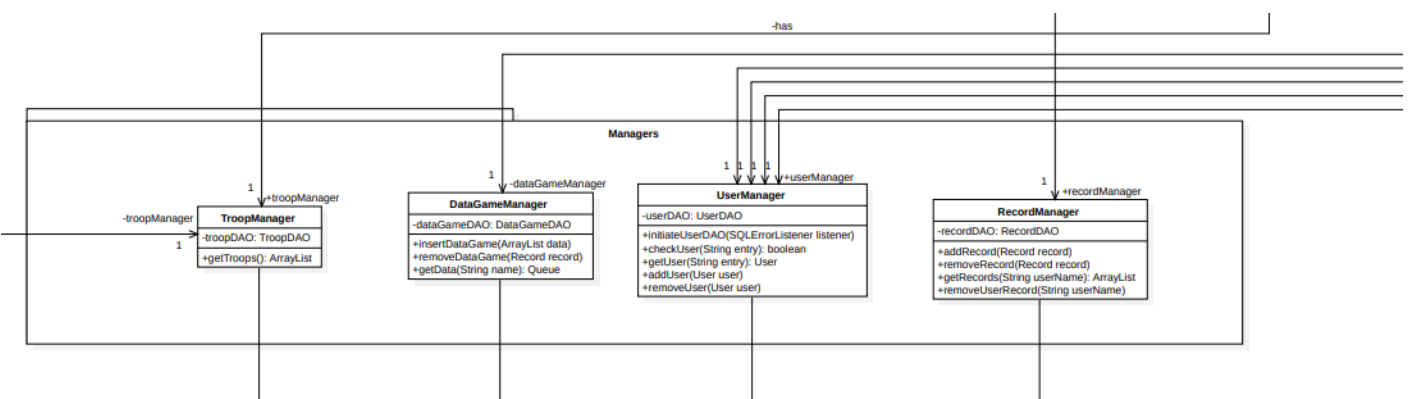 -has
Managers
1
+troopManager
-troopManager
1
TroopManager
-troopDAO: TroopDAO
+getTroops(): ArrayList
1
-dataGameManager
DataGameManager
-dataGameDAO: DataGameDAO
+insertDataGame(ArrayList data)
+removeDataGame(Record record)
+getData(String name): Queue
1 1 1 1
+userManager
UserManager
-userDAO: UserDAO
+initiateUserDAO(SQLErrorListener listener)
+checkUser(String entry): boolean
+getUser(String entry): User
+addUser(User user)
+removeUser(User user)
1
+recordManager
RecordManager
-recordDAO: RecordDAO
+addRecord(Record record)
+removeRecord(Record record)
+getRecords(String userName): ArrayList
+removeUserRecord(String userName)